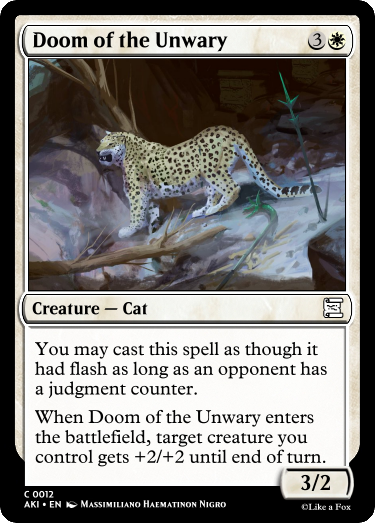 Doom of the Unwary 3
Creature — Cat
You may cast this spell as though it
had flash as long as an opponent has
a judgment counter.
When Doom of the Unwary enters
the battlefield, target creature you
control gets +2/+2 until end of turn.
3/2
C 0012
AKI • EN Massimiliano Haematinon Nigro
©Like a Fox